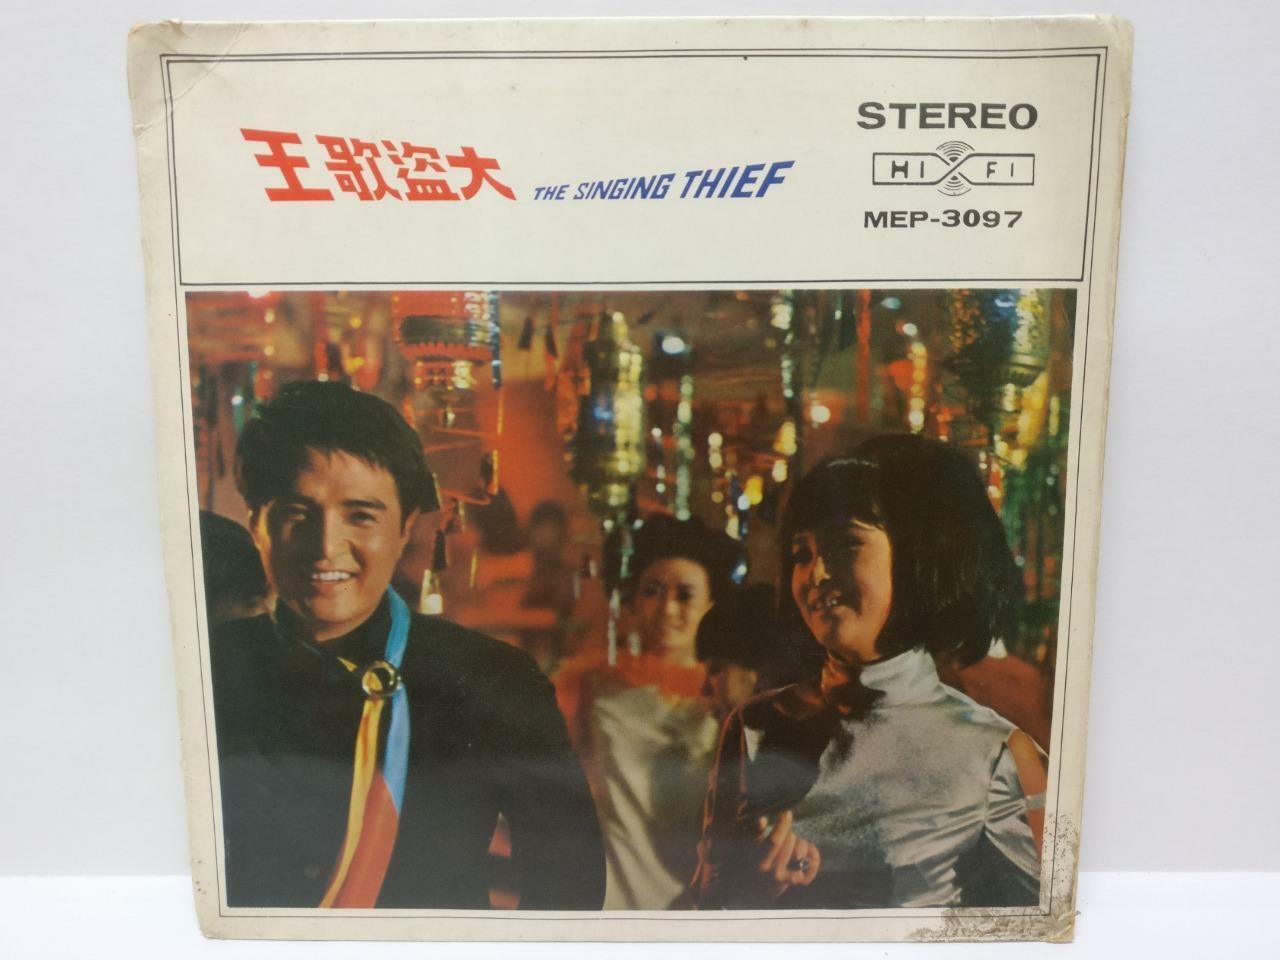 王歌盜大
THE SINGING THIEF
STEREO
HI FI
MEP-3097